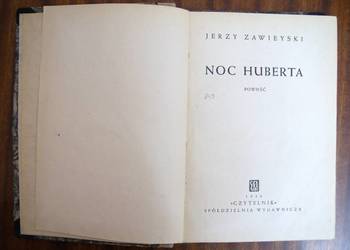 JERZY ZAWIEYSKI
NOC HUBERTA
POWIEŚĆ
«CZYTELNIK»
SPÓŁDZIELNIA WYDAWNICZA